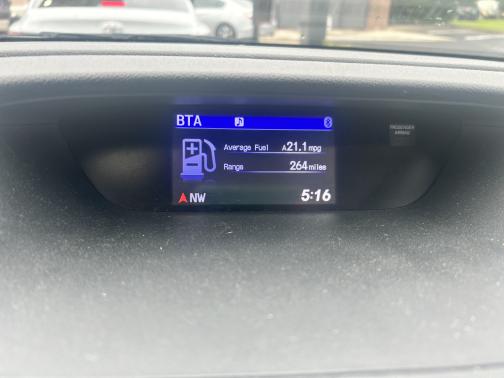 BTA
PASSENGER
AIRBAG
Average Fuel A21.1 mpg
Range 264 miles
NW 5:16